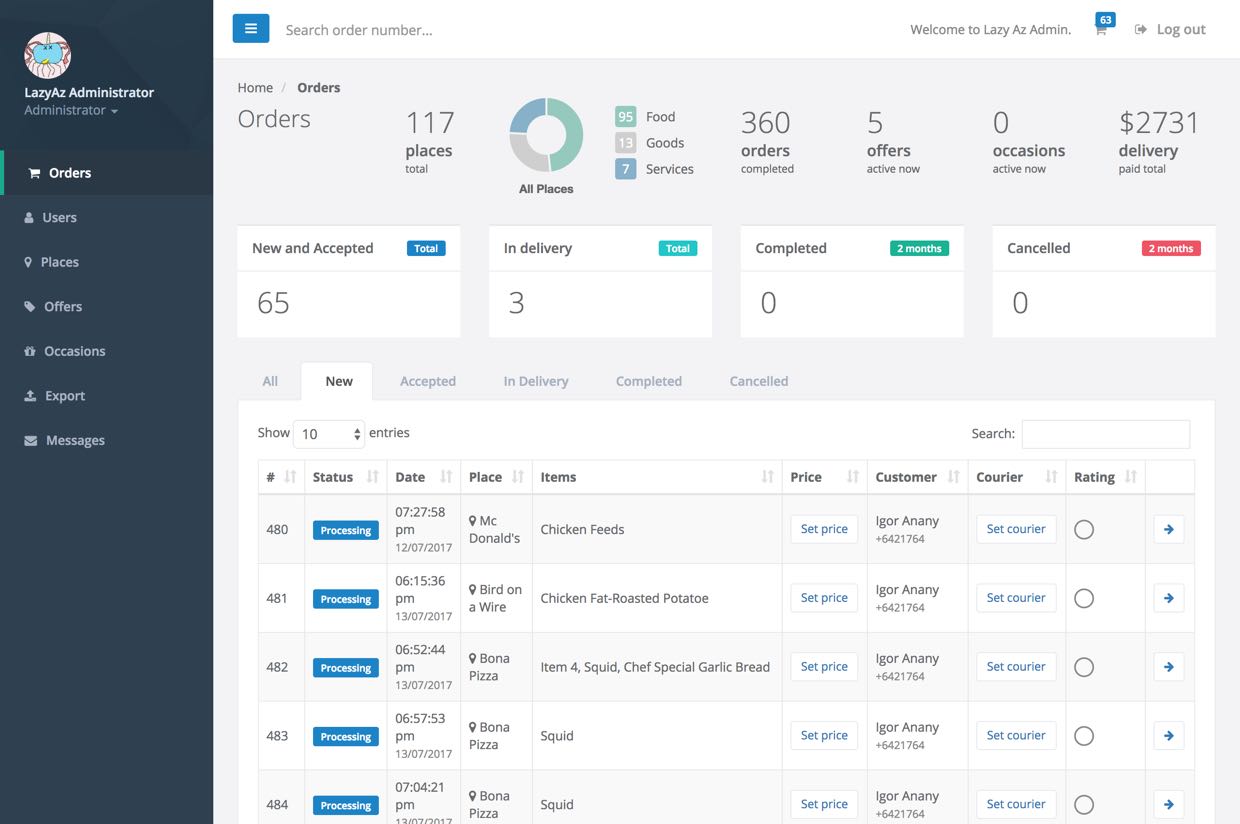 LazyAz Administrator
Administrator
Orders
Users
Places
Offers
Occasions
Export
Messages
Search order number...
Welcome to Lazy Az Admin.
63
Log out
Home / Orders
Orders
117
places
total
All Places
95 Food
13 Goods
7 Services
360
orders
completed
5
offers
active now
0
occasions
active now
$2731
delivery
paid total
New and Accepted Total
65
In delivery Total
3
Completed 2 months
0
Cancelled 2 months
0
All New Accepted In Delivery Completed Cancelled
Show 10 entries
Search:
# Status Date Place Items Price Customer Courier Rating
480 Processing 07:27:58 pm 12/07/2017 Mc Donald's Chicken Feeds Set price Igor Anany +6421764 Set courier
481 Processing 06:15:36 pm 13/07/2017 Bird on a Wire Chicken Fat-Roasted Potatoe Set price Igor Anany +6421764 Set courier
482 Processing 06:52:44 pm 13/07/2017 Bona Pizza Item 4, Squid, Chef Special Garlic Bread Set price Igor Anany +6421764 Set courier
483 Processing 06:57:53 pm 13/07/2017 Bona Pizza Squid Set price Igor Anany +6421764 Set courier
484 Processing 07:04:21 pm 13/07/2017 Bona Pizza Squid Set price Igor Anany +6421764 Set courier